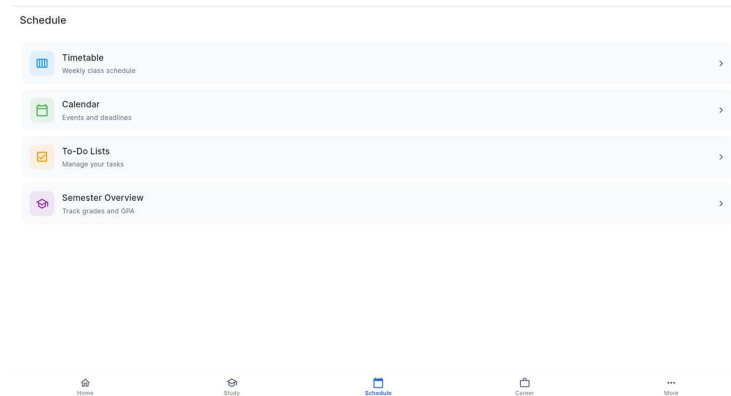 Schedule
Timetable
Weekly class schedule
Calendar
Events and deadlines
To-Do Lists
Manage your tasks
Semester Overview
Track grades and GPA
Home
Study
Schedule
Career
More